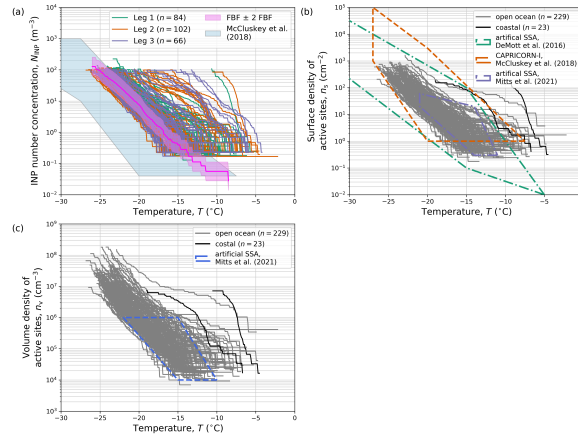 (a)
Leg 1 (n = 84)
Leg 2 (n = 102)
Leg 3 (n = 66)
FBF ± 2 FBF
McCluskey et al.
(2018)
INP number concentration, N_INP (m⁻³)
10³
10²
10¹
10⁰
10⁻¹
10⁻²
−30 −25 −20 −15 −10 −5 0
Temperature, T (°C)
(b)
open ocean (n = 229)
coastal (n = 23)
artifical SSA,
DeMott et al. (2016)
CAPRICORN-I,
McCluskey et al. (2018)
artifical SSA,
Mitts et al. (2021)
Surface density of
active sites, nₛ (cm⁻²)
10⁵
10⁴
10³
10²
10¹
10⁰
10⁻¹
10⁻²
−30 −25 −20 −15 −10 −5 0
Temperature, T (°C)
(c)
open ocean (n = 229)
costal (n = 23)
artificial SSA,
Mitts et al. (2021)
Volume density of
active sites, nᵥ (cm⁻³)
10⁹
10⁸
10⁷
10⁶
10⁵
10⁴
10³
−30 −25 −20 −15 −10 −5 0
Temperature, T (°C)